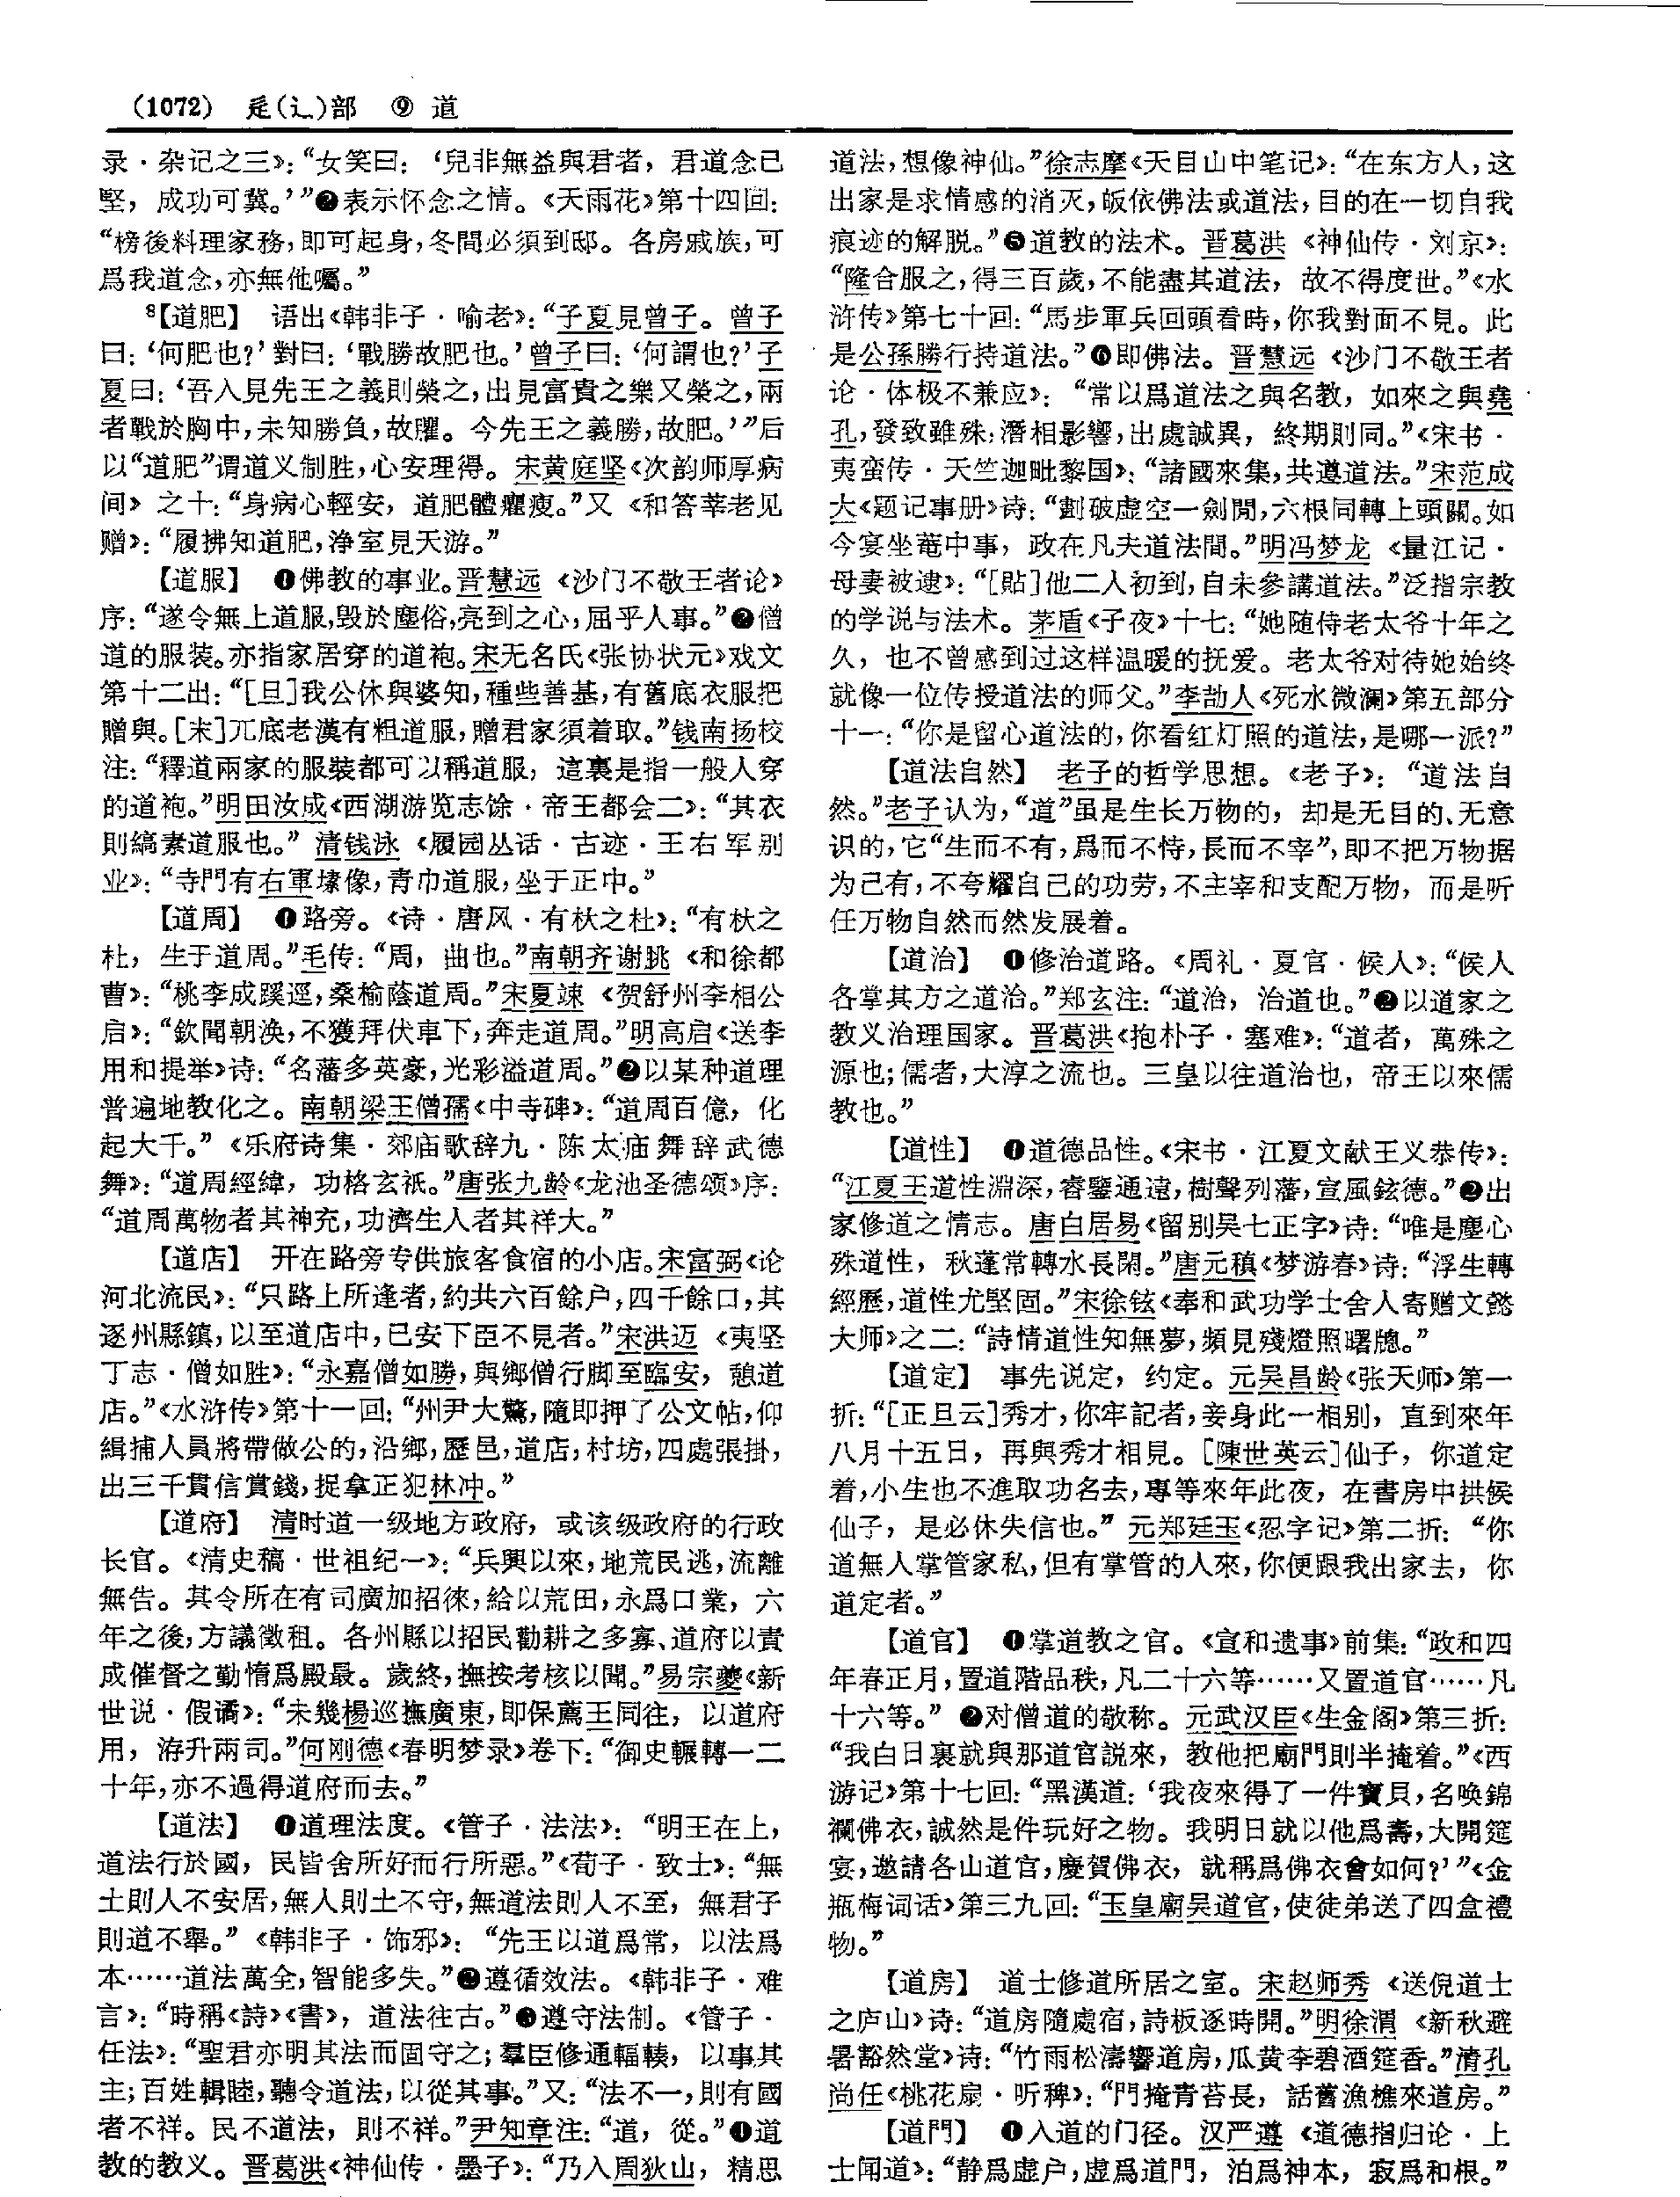 (1072) 辵(辶)部 ⑨ 道
录·杂记之三》：“女笑曰：‘兒非無益與君者，君道念已
堅，成功可冀。’”❷表示怀念之情。《天雨花》第十四回：
“榜後料理家務，即可起身，冬間必須到邸。各房戚族，可
爲我道念，亦無他囑。”
⁸【道肥】 语出《韩非子·喻老》：“子夏見曾子。曾子
曰：‘何肥也？’對曰：‘戰勝故肥也。’曾子曰：‘何謂也？’子
夏曰：‘吾入見先王之義則榮之，出見富貴之樂又榮之，兩
者戰於胸中，未知勝負，故臞。今先王之義勝，故肥。’”后
以“道肥”谓道义制胜，心安理得。宋黄庭坚《次韵师厚病
间》之十：“身病心輕安，道肥體癯瘦。”又《和答莘老见
赠》：“履拂知道肥，浄室見天游。”
【道服】 ❶佛教的事业。晋慧远《沙门不敬王者论》
序：“遂令無上道服，毁於塵俗，亮到之心，屈乎人事。”❷僧
道的服装。亦指家居穿的道袍。宋无名氏《张协状元》戏文
第十二出：“[旦]我公休與婆知，種些善基，有舊底衣服把
贈與。[末]兀底老漢有粗道服，贈君家須着取。”钱南扬校
注：“釋道兩家的服裝都可以稱道服，這裏是指一般人穿
的道袍。”明田汝成《西湖游览志馀·帝王都会二》：“其衣
則縞素道服也。”清钱泳《履园丛话·古迹·王右军别
业》：“寺門有右軍塐像，青巾道服，坐于正中。”
【道周】 ❶路旁。《诗·唐风·有杕之杜》：“有杕之
杜，生于道周。”毛传：“周，曲也。”南朝齐谢朓《和徐都
曹》：“桃李成蹊逕，桑榆蔭道周。”宋夏竦《贺舒州李相公
启》：“欽聞朝涣，不獲拜伏車下，奔走道周。”明高启《送李
用和提举》诗：“名藩多英豪，光彩溢道周。”❷以某种道理
普遍地教化之。南朝梁王僧孺《中寺碑》：“道周百億，化
起大千。”《乐府诗集·郊庙歌辞九·陈太庙舞辞武德
舞》：“道周經緯，功格玄祇。”唐张九龄《龙池圣德颂》序：
“道周萬物者其神充，功濟生人者其祥大。”
【道店】 开在路旁专供旅客食宿的小店。宋富弼《论
河北流民》：“只路上所逢者，約共六百餘户，四千餘口，其
逐州縣鎮，以至道店中，已安下臣不見者。”宋洪迈《夷坚
丁志·僧如胜》：“永嘉僧如勝，與鄉僧行脚至臨安，憩道
店。”《水浒传》第十一回：“州尹大驚，隨即押了公文帖，仰
緝捕人員將帶做公的，沿鄉，歷邑，道店，村坊，四處張掛，
出三千貫信賞錢，捉拿正犯林冲。”
【道府】 清时道一级地方政府，或该级政府的行政
长官。《清史稿·世祖纪一》：“兵興以來，地荒民逃，流離
無告。其令所在有司廣加招徠，給以荒田，永爲口業，六
年之後，方議徵租。各州縣以招民勸耕之多寡、道府以責
成催督之勤惰爲殿最。歲終，撫按考核以聞。”易宗夔《新
世说·假谲》：“未幾楊巡撫廣東，即保薦王同往，以道府
用，洊升兩司。”何刚德《春明梦录》卷下：“御史輾轉一二
十年，亦不過得道府而去。”
【道法】 ❶道理法度。《管子·法法》：“明王在上，
道法行於國，民皆舍所好而行所惡。”《荀子·致士》：“無
土則人不安居，無人則土不守，無道法則人不至，無君子
則道不舉。”《韩非子·饰邪》：“先王以道爲常，以法爲
本……道法萬全，智能多失。”❷遵循效法。《韩非子·难
言》：“時稱《詩》《書》，道法往古。”❸遵守法制。《管子·
任法》：“聖君亦明其法而固守之；羣臣修通輻輳，以事其
主；百姓輯睦，聽令道法，以從其事。”又：“法不一，則有國
者不祥。民不道法，則不祥。”尹知章注：“道，從。”❹道
教的教义。晋葛洪《神仙传·墨子》：“乃入周狄山，精思
道法，想像神仙。”徐志摩《天目山中笔记》：“在东方人，这
出家是求情感的消灭，皈依佛法或道法，目的在一切自我
痕迹的解脱。”❺道教的法术。晋葛洪《神仙传·刘京》：
“隆合服之，得三百歲，不能盡其道法，故不得度世。”《水
浒传》第七十回：“馬步軍兵回頭看時，你我對面不見。此
是公孫勝行持道法。”❻即佛法。晋慧远《沙门不敬王者
论·体极不兼应》：“常以爲道法之與名教，如來之與堯
孔，發致雖殊，潛相影響，出處誠異，終期則同。”《宋书·
夷蛮传·天竺迦毗黎国》：“諸國來集，共遵道法。”宋范成
大《题记事册》诗：“劃破虚空一劍閒，六根同轉上頭關。如
今宴坐菴中事，政在凡夫道法間。”明冯梦龙《量江记·
母妻被逮》：“[貼]他二人初到，自未參講道法。”泛指宗教
的学说与法术。茅盾《子夜》十七：“她随侍老太爷十年之
久，也不曾感到过这样温暖的抚爱。老太爷对待她始终
就像一位传授道法的师父。”李劼人《死水微澜》第五部分
十一：“你是留心道法的，你看红灯照的道法，是哪一派？”
【道法自然】 老子的哲学思想。《老子》：“道法自
然。”老子认为，“道”虽是生长万物的，却是无目的、无意
识的，它“生而不有，爲而不恃，長而不宰”，即不把万物据
为己有，不夸耀自己的功劳，不主宰和支配万物，而是听
任万物自然而然发展着。
【道治】 ❶修治道路。《周礼·夏官·候人》：“候人
各掌其方之道治。”郑玄注：“道治，治道也。”❷以道家之
教义治理国家。晋葛洪《抱朴子·塞难》：“道者，萬殊之
源也；儒者，大淳之流也。三皇以往道治也，帝王以來儒
教也。”
【道性】 ❶道德品性。《宋书·江夏文献王义恭传》：
“江夏王道性淵深，睿鑒通遠，樹聲列藩，宣風鉉德。”❷出
家修道之情志。唐白居易《留别吴七正字》诗：“唯是塵心
殊道性，秋蓬常轉水長閑。”唐元稹《梦游春》诗：“浮生轉
經歷，道性尤堅固。”宋徐铉《奉和武功学士舍人寄赠文懿
大师》之二：“詩情道性知無夢，頻見殘燈照曙牕。”
【道定】 事先说定，约定。元吴昌龄《张天师》第一
折：“[正旦云]秀才，你牢記者，妾身此一相别，直到來年
八月十五日，再與秀才相見。[陳世英云]仙子，你道定
着，小生也不進取功名去，專等來年此夜，在書房中拱候
仙子，是必休失信也。”元郑廷玉《忍字记》第二折：“你
道無人掌管家私，但有掌管的人來，你便跟我出家去，你
道定者。”
【道官】 ❶掌道教之官。《宣和遗事》前集：“政和四
年春正月，置道階品秩，凡二十六等……又置道官……凡
十六等。”❷对僧道的敬称。元武汉臣《生金阁》第三折：
“我白日裏就與那道官説來，教他把廟門則半掩着。”《西
游记》第十七回：“黑漢道：‘我夜來得了一件寶貝，名唤錦
襴佛衣，誠然是件玩好之物。我明日就以他爲壽，大開筵
宴，邀請各山道官，慶賀佛衣，就稱爲佛衣會如何？’”《金
瓶梅词话》第三九回：“玉皇廟吴道官，使徒弟送了四盒禮
物。”
【道房】 道士修道所居之室。宋赵师秀《送倪道士
之庐山》诗：“道房隨處宿，詩板逐時開。”明徐渭《新秋避
暑豁然堂》诗：“竹雨松濤響道房，瓜黄李碧酒筵香。”清孔
尚任《桃花扇·听稗》：“門掩青苔長，話舊漁樵來道房。”
【道門】 ❶入道的门径。汉严遵《道德指归论·上
士闻道》：“静爲虚户，虚爲道門，泊爲神本，寂爲和根。”